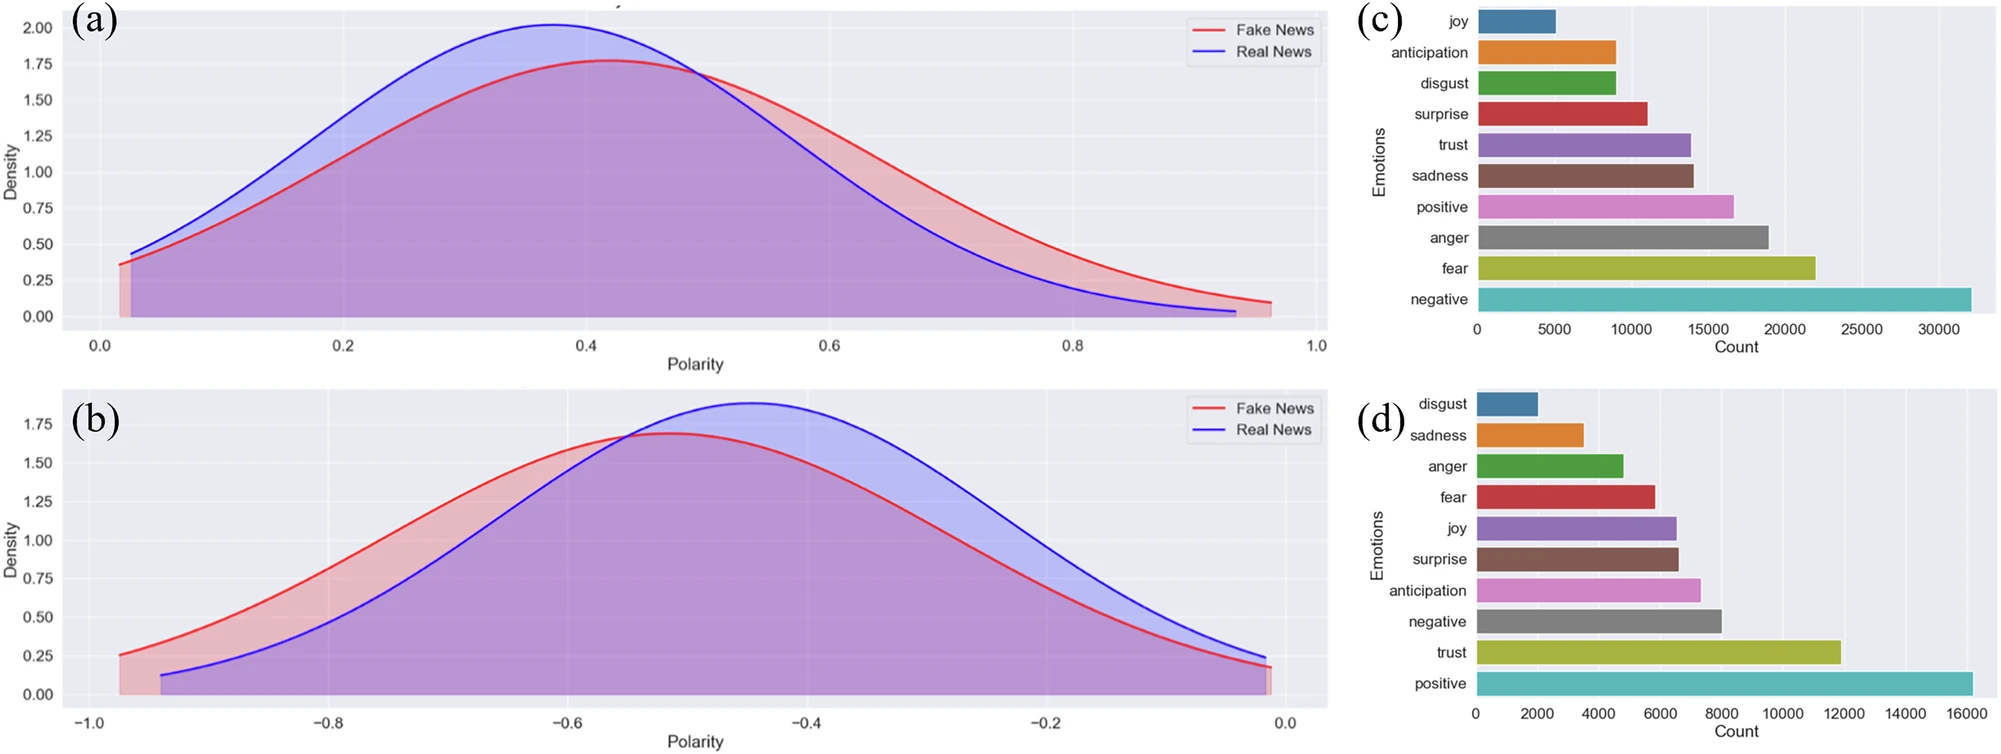 (a)
Fake News
Real News
2.00
1.75
1.50
1.25
1.00
0.75
0.50
0.25
0.00
Density
0.0 0.2 0.4 0.6 0.8 1.0
Polarity
(c)
joy
anticipation
disgust
surprise
trust
sadness
positive
anger
fear
negative
Emotions
0 5000 10000 15000 20000 25000 30000
Count
(b)
Fake News
Real News
1.75
1.50
1.25
1.00
0.75
0.50
0.25
0.00
Density
−1.0 −0.8 −0.6 −0.4 −0.2 0.0
Polarity
(d)
disgust
sadness
anger
fear
joy
surprise
anticipation
negative
trust
positive
Emotions
0 2000 4000 6000 8000 10000 12000 14000 16000
Count